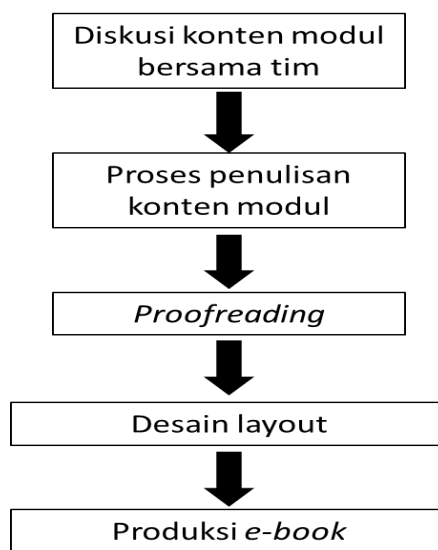 Diskusi konten modul
bersama tim
Proses penulisan
konten modul
Proofreading
Desain layout
Produksi e-book